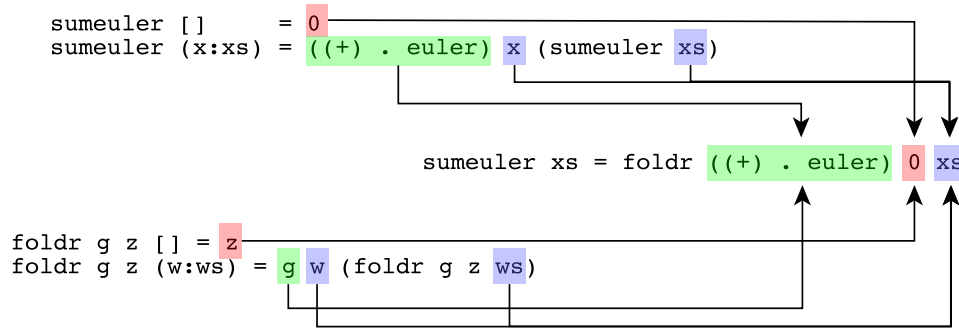 sumeuler [] = 0
sumeuler (x:xs) = ((+) . euler) x (sumeuler xs)
sumeuler xs = foldr ((+) . euler) 0 xs
foldr g z [] = z
foldr g z (w:ws) = g w (foldr g z ws)